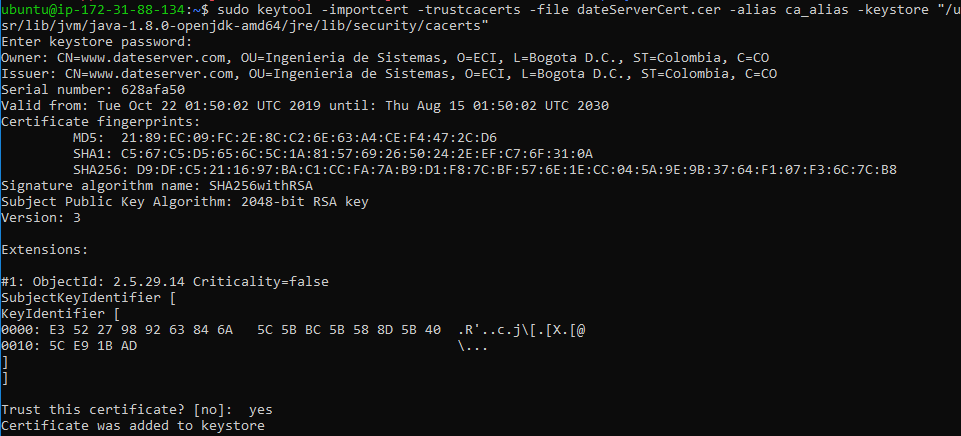 ubuntu@ip-172-31-88-134:~$ sudo keytool -importcert -trustcacerts -file dateServerCert.cer -alias ca_alias -keystore "/u
sr/lib/jvm/java-1.8.0-openjdk-amd64/jre/lib/security/cacerts"
Enter keystore password:
Owner: CN=www.dateserver.com, OU=Ingenieria de Sistemas, O=ECI, L=Bogota D.C., ST=Colombia, C=CO
Issuer: CN=www.dateserver.com, OU=Ingenieria de Sistemas, O=ECI, L=Bogota D.C., ST=Colombia, C=CO
Serial number: 628afa50
Valid from: Tue Oct 22 01:50:02 UTC 2019 until: Thu Aug 15 01:50:02 UTC 2030
Certificate fingerprints:
         MD5:  21:89:EC:09:FC:2E:8C:C2:6E:63:A4:CE:F4:47:2C:D6
         SHA1: C5:67:C5:D5:65:6C:5C:1A:81:57:69:26:50:24:2E:EF:C7:6F:31:0A
         SHA256: D9:DF:C5:21:16:97:BA:C1:CC:FA:7A:B9:D1:F8:7C:BF:57:6E:1E:CC:04:5A:9E:9B:37:64:F1:07:F3:6C:7C:B8
Signature algorithm name: SHA256withRSA
Subject Public Key Algorithm: 2048-bit RSA key
Version: 3

Extensions:

#1: ObjectId: 2.5.29.14 Criticality=false
SubjectKeyIdentifier [
KeyIdentifier [
0000: E3 52 27 98 92 63 84 6A   5C 5B BC 5B 58 8D 5B 40  .R'..c.j\[.[X.[@
0010: 5C E9 1B AD                                        \...
]
]

Trust this certificate? [no]:  yes
Certificate was added to keystore